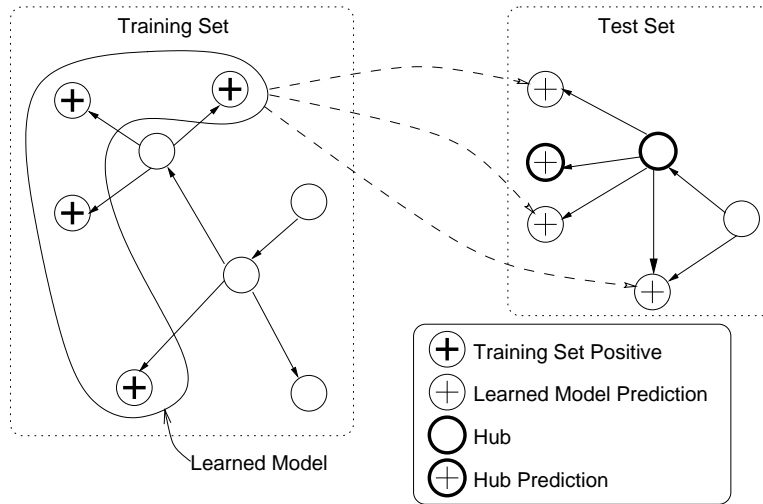 Training Set
Test Set
Learned Model
Training Set Positive
Learned Model Prediction
Hub
Hub Prediction